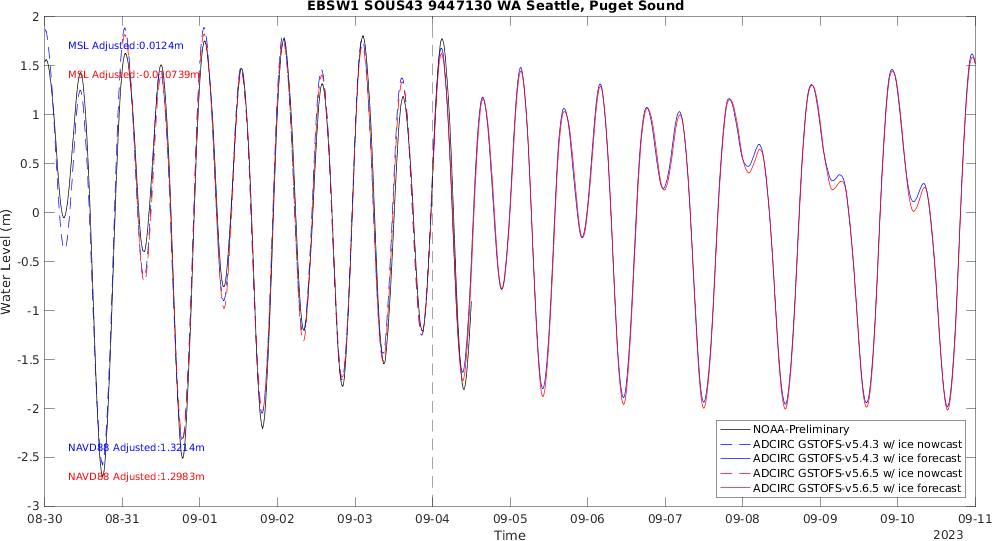 EBSW1 SOUS43 9447130 WA Seattle, Puget Sound
2
1.5
1
0.5
0
-0.5
-1
-1.5
-2
-2.5
-3
Water Level (m)
MSL Adjusted:0.0124m
MSL Adjusted:-0.030739m
NAVD88 Adjusted:1.3214m
NAVD88 Adjusted:1.2983m
NOAA-Preliminary
ADCIRC GSTOFS-v5.4.3 w/ ice nowcast
ADCIRC GSTOFS-v5.4.3 w/ ice forecast
ADCIRC GSTOFS-v5.6.5 w/ ice nowcast
ADCIRC GSTOFS-v5.6.5 w/ ice forecast
08-30 08-31 09-01 09-02 09-03 09-04 09-05 09-06 09-07 09-08 09-09 09-10 09-11
Time
2023